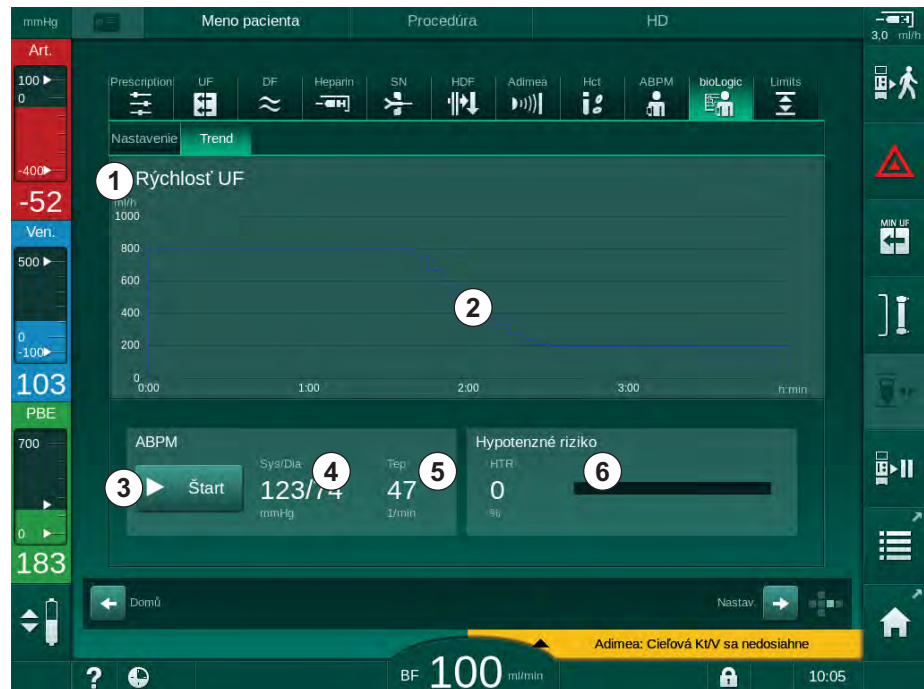 mmHg Meno pacienta Procedúra HD 3,0 ml/h
Art.
100
0
-400
-52
Ven.
500
0
-100
103
PBE
700
0
183
Prescription UF DF Heparin SN HDF Adimea Hct ABPM bioLogic Limits
Nastavenie Trend
1 Rýchlosť UF
ml/h
1000
800
600
400
200
0
0:00 1:00 2:00 3:00 h:min
2
ABPM
3 Štart
Sys/Dia 4
123/74
mmHg
Tep 5
47
1/min
Hypotenzné riziko
HTR 6
0
%
MIN UF
Domů Nastav.
Adimea: Cieľová Kt/V sa nedosiahne
? BF 100 ml/min 10:05